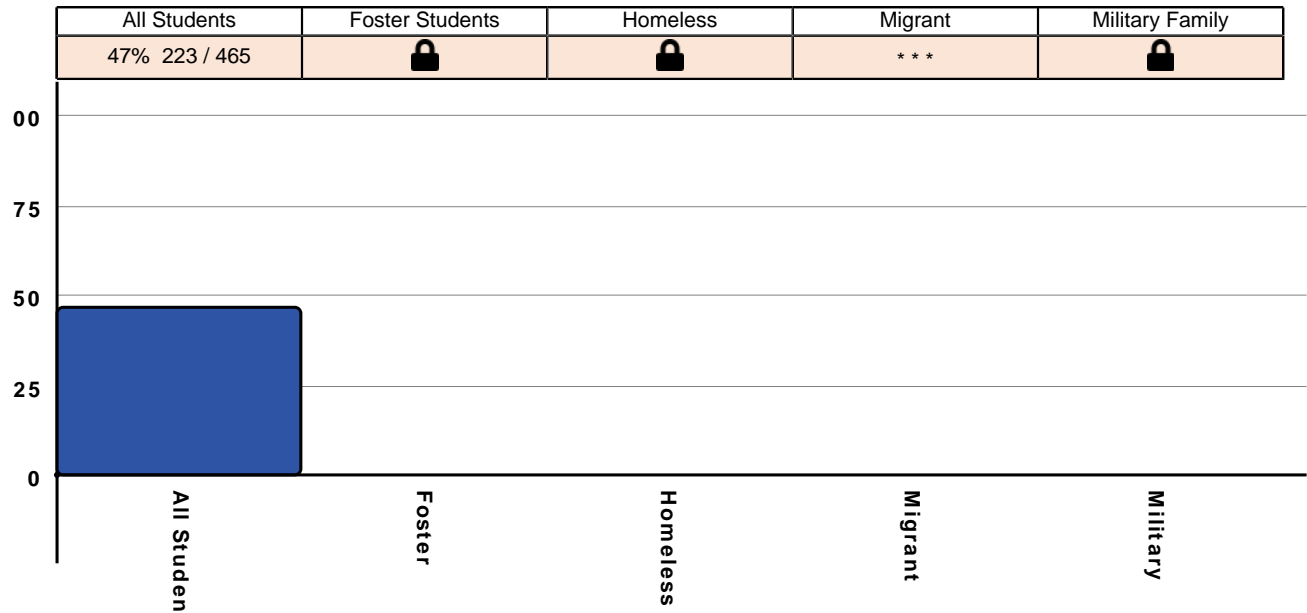 All Students Foster Students Homeless Migrant Military Family
47% 223 / 465 * * *
00
75
50
25
0
All Studen
Foster
Homeless
Migrant
Military